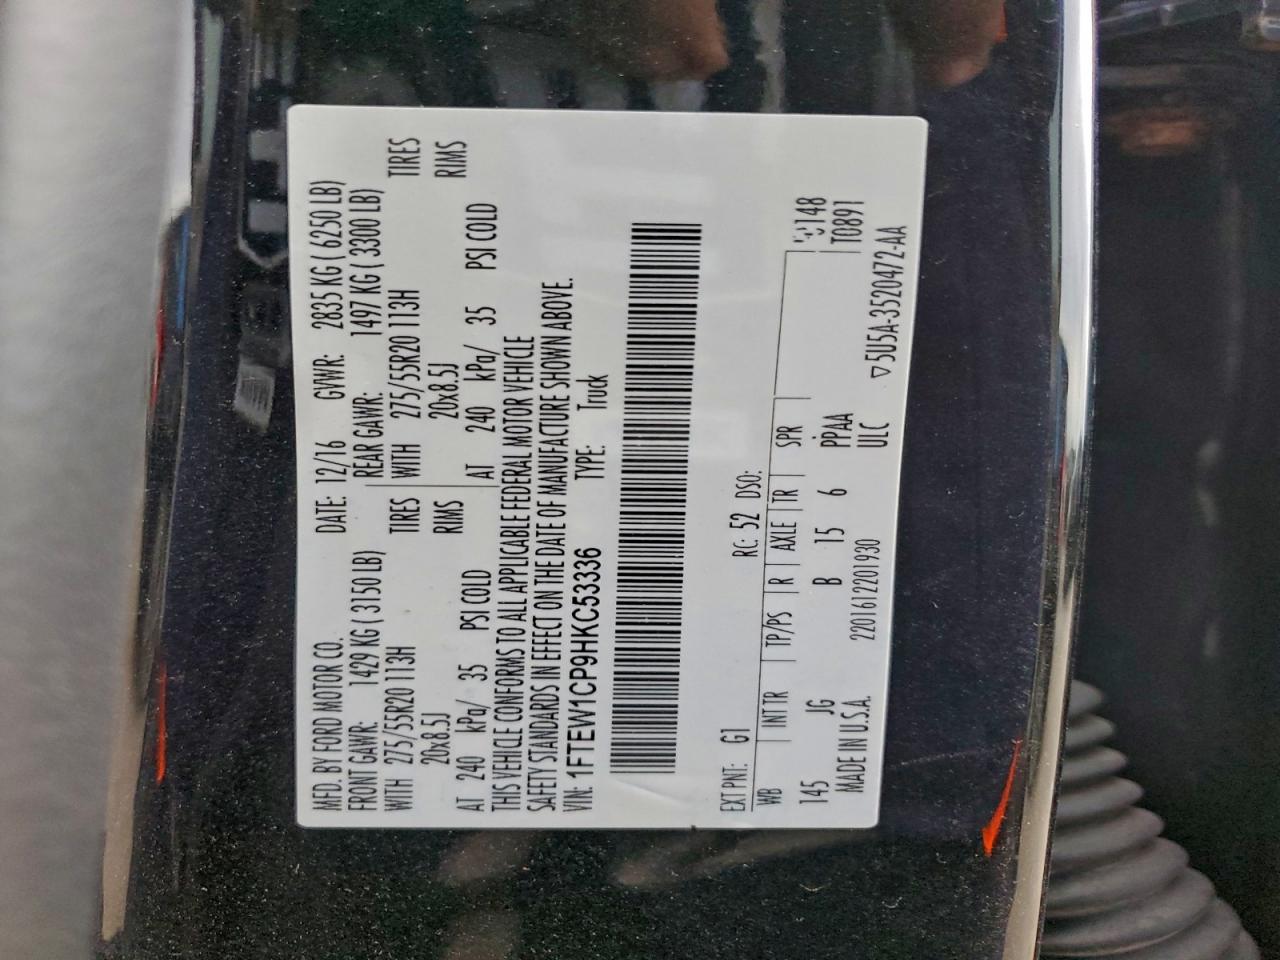 MFD. BY FORD MOTOR CO.
DATE: 12/16 GVWR: 2835 KG ( 6250 LB)
FRONT GAWR: 1429 KG ( 3150 LB) REAR GAWR: 1497 KG ( 3300 LB)
WITH 275/55R20 113H TIRES WITH 275/55R20 113H TIRES
20x8.5J RIMS 20x8.5J RIMS
AT 240 kPa/ 35 PSI COLD AT 240 kPa/ 35 PSI COLD
THIS VEHICLE CONFORMS TO ALL APPLICABLE FEDERAL MOTOR VEHICLE
SAFETY STANDARDS IN EFFECT ON THE DATE OF MANUFACTURE SHOWN ABOVE.
VIN: 1FTEW1CP9HKC53336 TYPE: Truck
EXT PNT: G1 RC: 52 DSO:
WB INT TR TP/PS R AXLE TR SPR
145 JG B 15 6 PPAA 148
MADE IN U.S.A. 2201612201930 ULC T0891
▽5U5A-3520472-AA